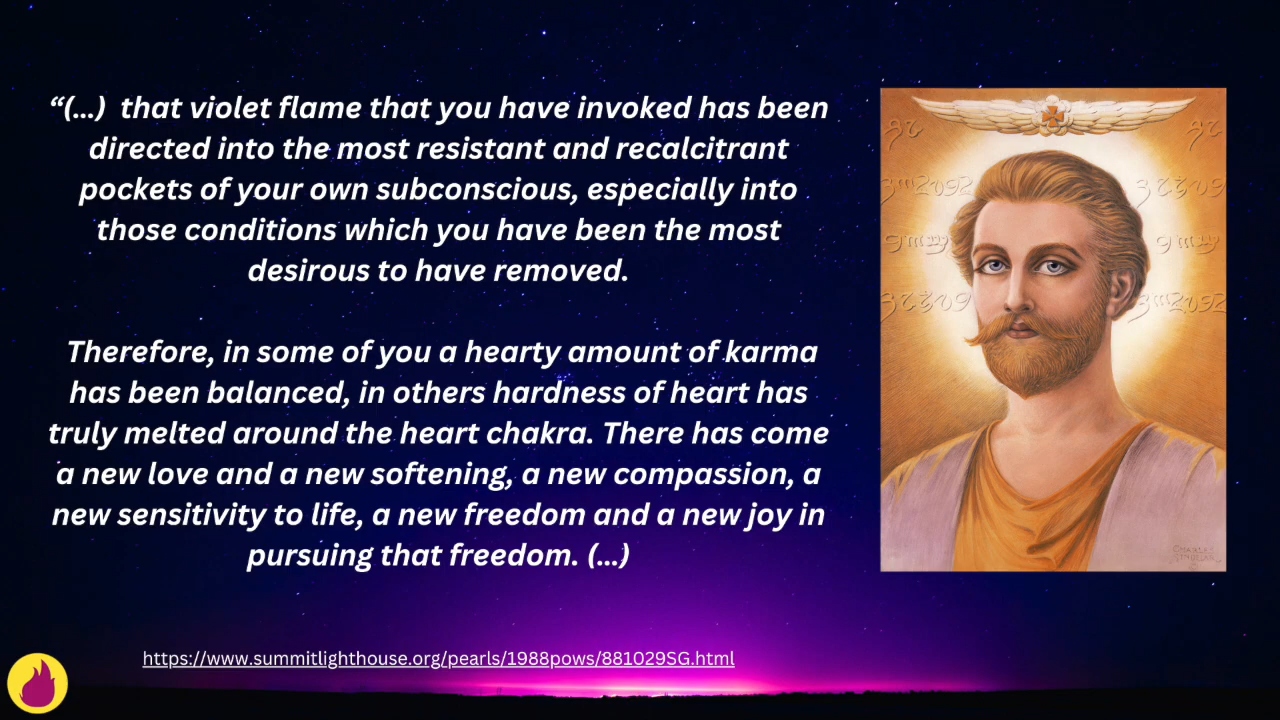 “(...)  that violet flame that you have invoked has been
directed into the most resistant and recalcitrant
pockets of your own subconscious, especially into
those conditions which you have been the most
desirous to have removed.
Therefore, in some of you a hearty amount of karma
has been balanced, in others hardness of heart has
truly melted around the heart chakra. There has come
a new love and a new softening, a new compassion, a
new sensitivity to life, a new freedom and a new joy in
pursuing that freedom. (...)
https://www.summitlighthouse.org/pearls/1988pows/881029SG.html
CHARLES
SINDELAR